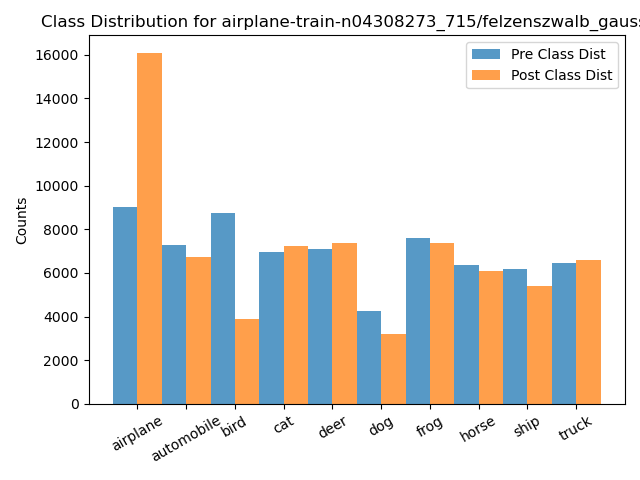 Class Distribution for airplane-train-n04308273_715/felzenszwalb_gaus
Pre Class Dist
Post Class Dist
Counts
16000
14000
12000
10000
8000
6000
4000
2000
0
airplane
automobile
bird
cat
deer
dog
frog
horse
ship
truck